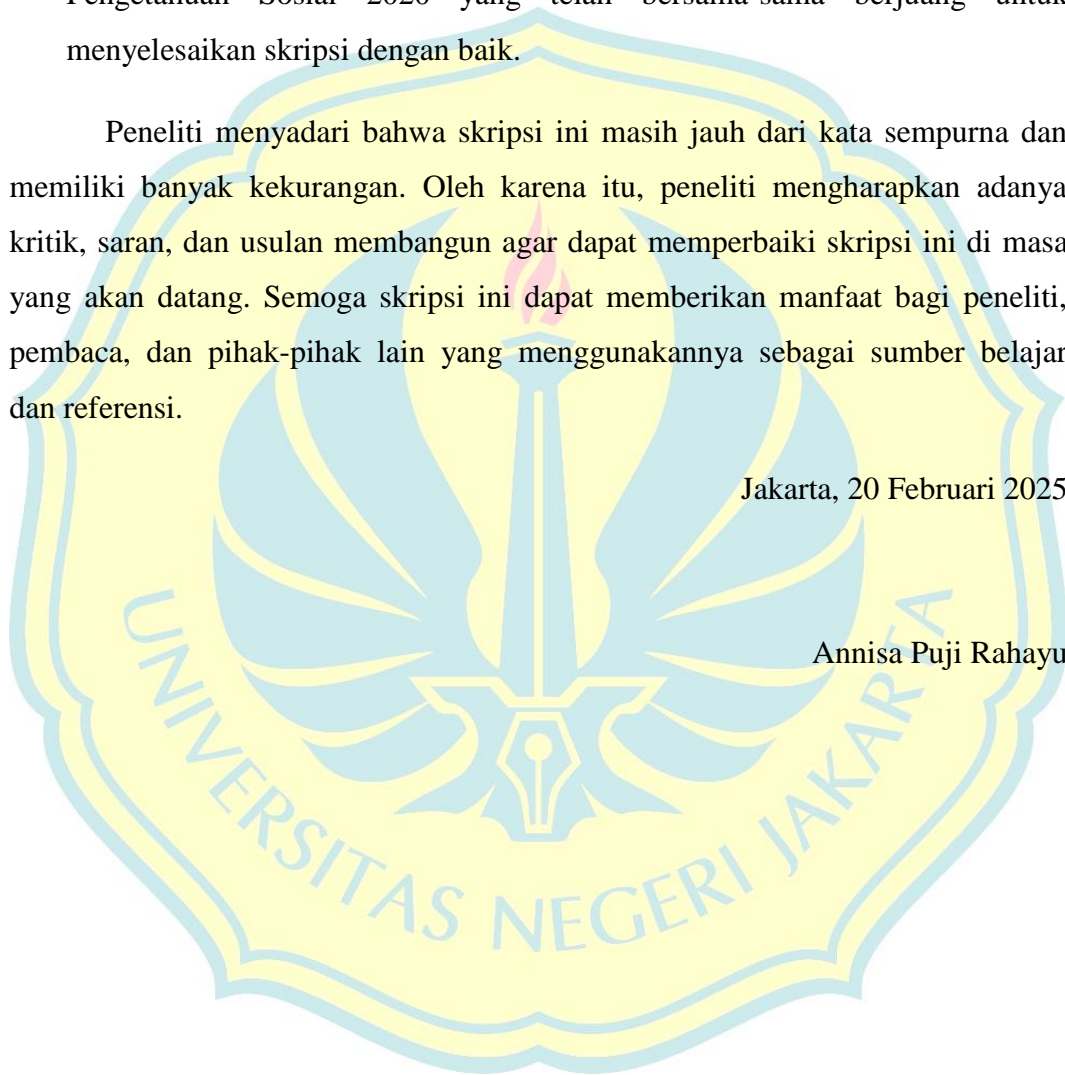 Pengetahuan Sosial 2020 yang telah bersama-sama berjuang untuk
menyelesaikan skripsi dengan baik.
Peneliti menyadari bahwa skripsi ini masih jauh dari kata sempurna dan
memiliki banyak kekurangan. Oleh karena itu, peneliti mengharapkan adanya
kritik, saran, dan usulan membangun agar dapat memperbaiki skripsi ini di masa
yang akan datang. Semoga skripsi ini dapat memberikan manfaat bagi peneliti,
pembaca, dan pihak-pihak lain yang menggunakannya sebagai sumber belajar
dan referensi.
Jakarta, 20 Februari 2025
Annisa Puji Rahayu
UNIVERSITAS NEGERI JAKARTA